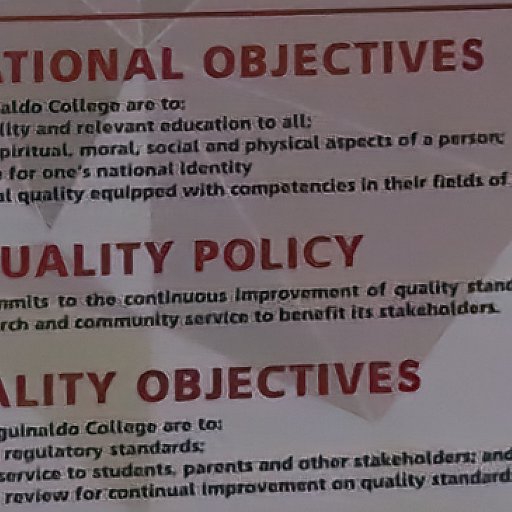 ATIONAL OBJECTIVES
naldo College are to:
lity and relevant education to all;
spiritual, moral, social and physical aspects of a person;
for one's national identity
al quality equipped with competencies in their fields of
UALITY POLICY
mmits to the continuous improvement of quality stand
rch and community service to benefit its stakeholders.
ALITY OBJECTIVES
guinaldo College are to:
regulatory standards;
service to students, parents and other stakeholders; and
review for continual improvement on quality standards